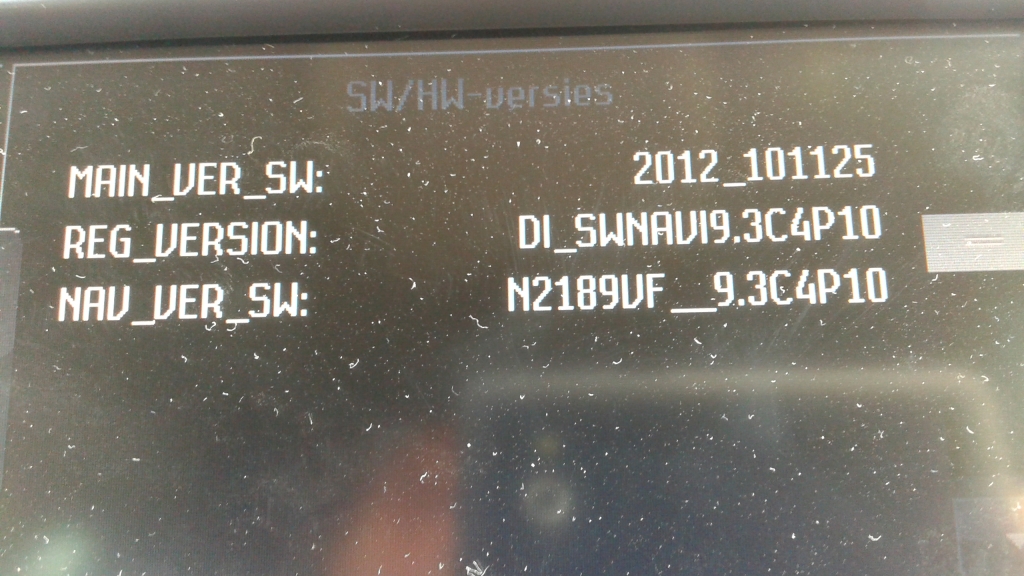 SW/HW-versies
MAIN_VER_SW: 2012_101125
REG_VERSION: DI_SWNAVI9.3C4P10
NAV_VER_SW: N2189VF__9.3C4P10